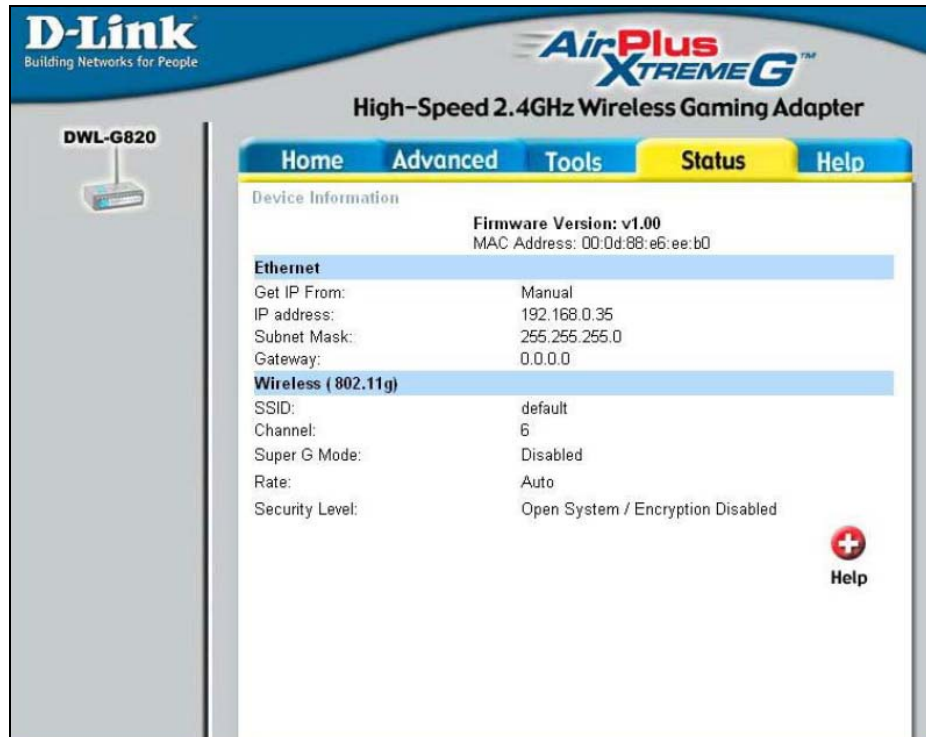 D-Link
Building Networks for People
AirPlus
XTREME G™
High-Speed 2.4GHz Wireless Gaming Adapter
DWL-G820
Home Advanced Tools Status Help
Device Information
Firmware Version: v1.00
MAC Address: 00:0d:88:e6:ee:b0
Ethernet
Get IP From: Manual
IP address: 192.168.0.35
Subnet Mask: 255.255.255.0
Gateway: 0.0.0.0
Wireless (802.11g)
SSID: default
Channel: 6
Super G Mode: Disabled
Rate: Auto
Security Level: Open System / Encryption Disabled
Help